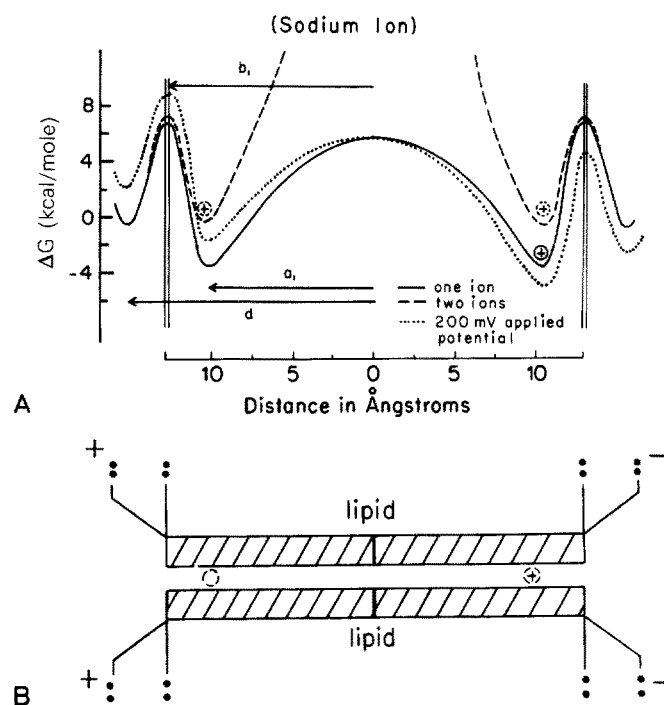 (Sodium Ion)
b₁
8
4
0
-4
ΔG (kcal/mole)
+
+
+
a₁
d
one ion
two ions
200 mV applied
potential
10 5 0 5 10
A
Distance in Ångstroms
+ −
lipid
+
lipid
+ −
B